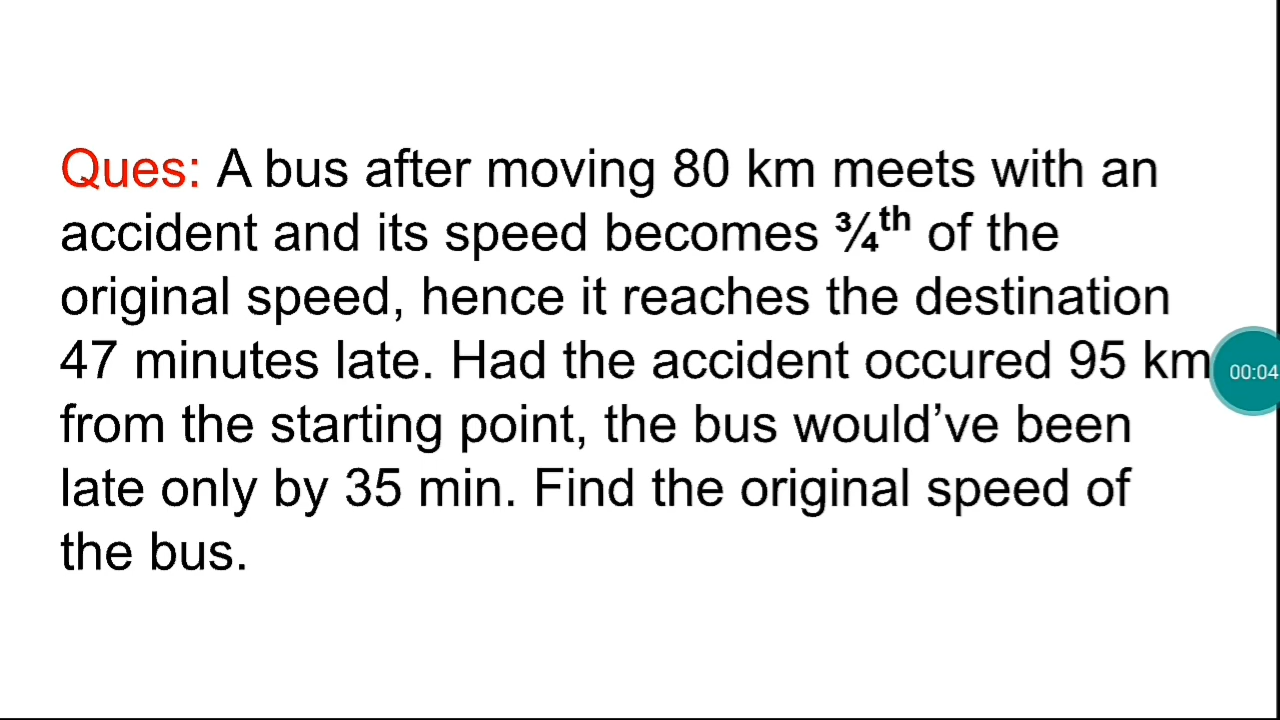 Ques: A bus after moving 80 km meets with an
accident and its speed becomes ¾ᵗʰ of the
original speed, hence it reaches the destination
47 minutes late. Had the accident occured 95 km
from the starting point, the bus would’ve been
late only by 35 min. Find the original speed of
the bus.
00:04